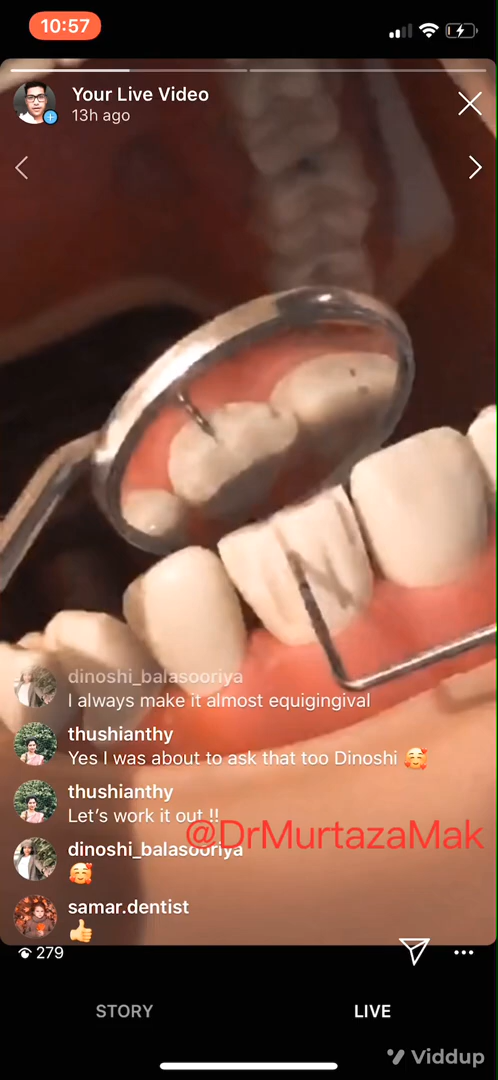 10:57
Your Live Video
13h ago
dinoshi_balasooriya
I always make it almost equigingival
thushianthy
Yes I was about to ask that too Dinoshi 🥰
thushianthy
Let's work it out !!
@DrMurtazaMak
dinoshi_balasooriya
🥰
samar.dentist
👍
279
STORY
LIVE
Viddup